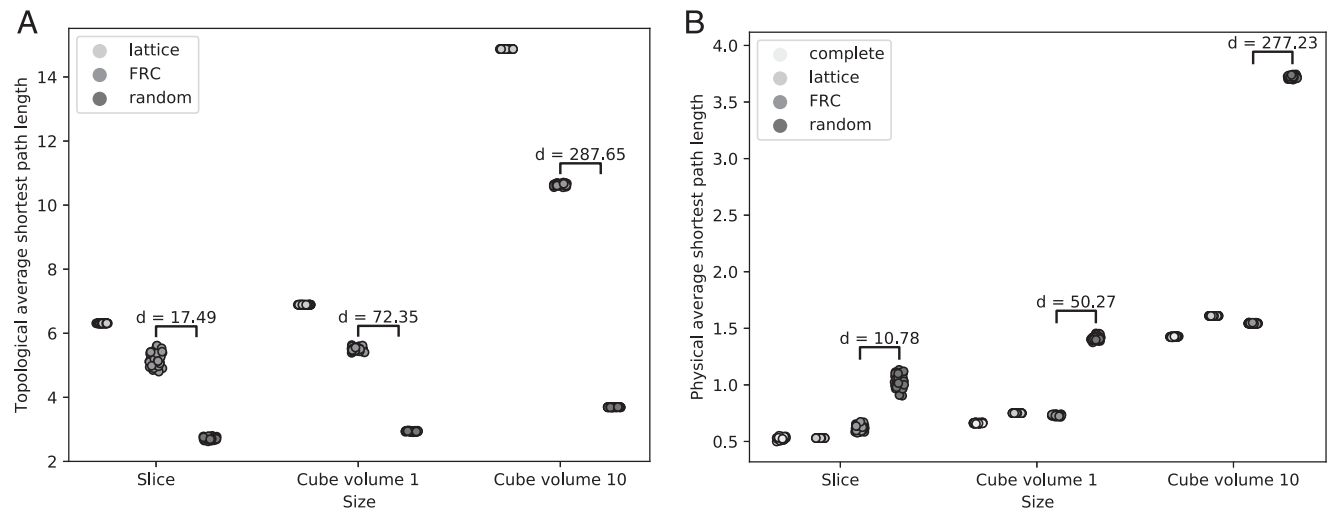 A
Topological average shortest path length
14
12
10
8
6
4
2
lattice
FRC
random
d = 17.49
d = 72.35
d = 287.65
Slice
Cube volume 1
Cube volume 10
Size
B
Physical average shortest path length
4.0
3.5
3.0
2.5
2.0
1.5
1.0
0.5
complete
lattice
FRC
random
d = 10.78
d = 50.27
d = 277.23
Slice
Cube volume 1
Cube volume 10
Size